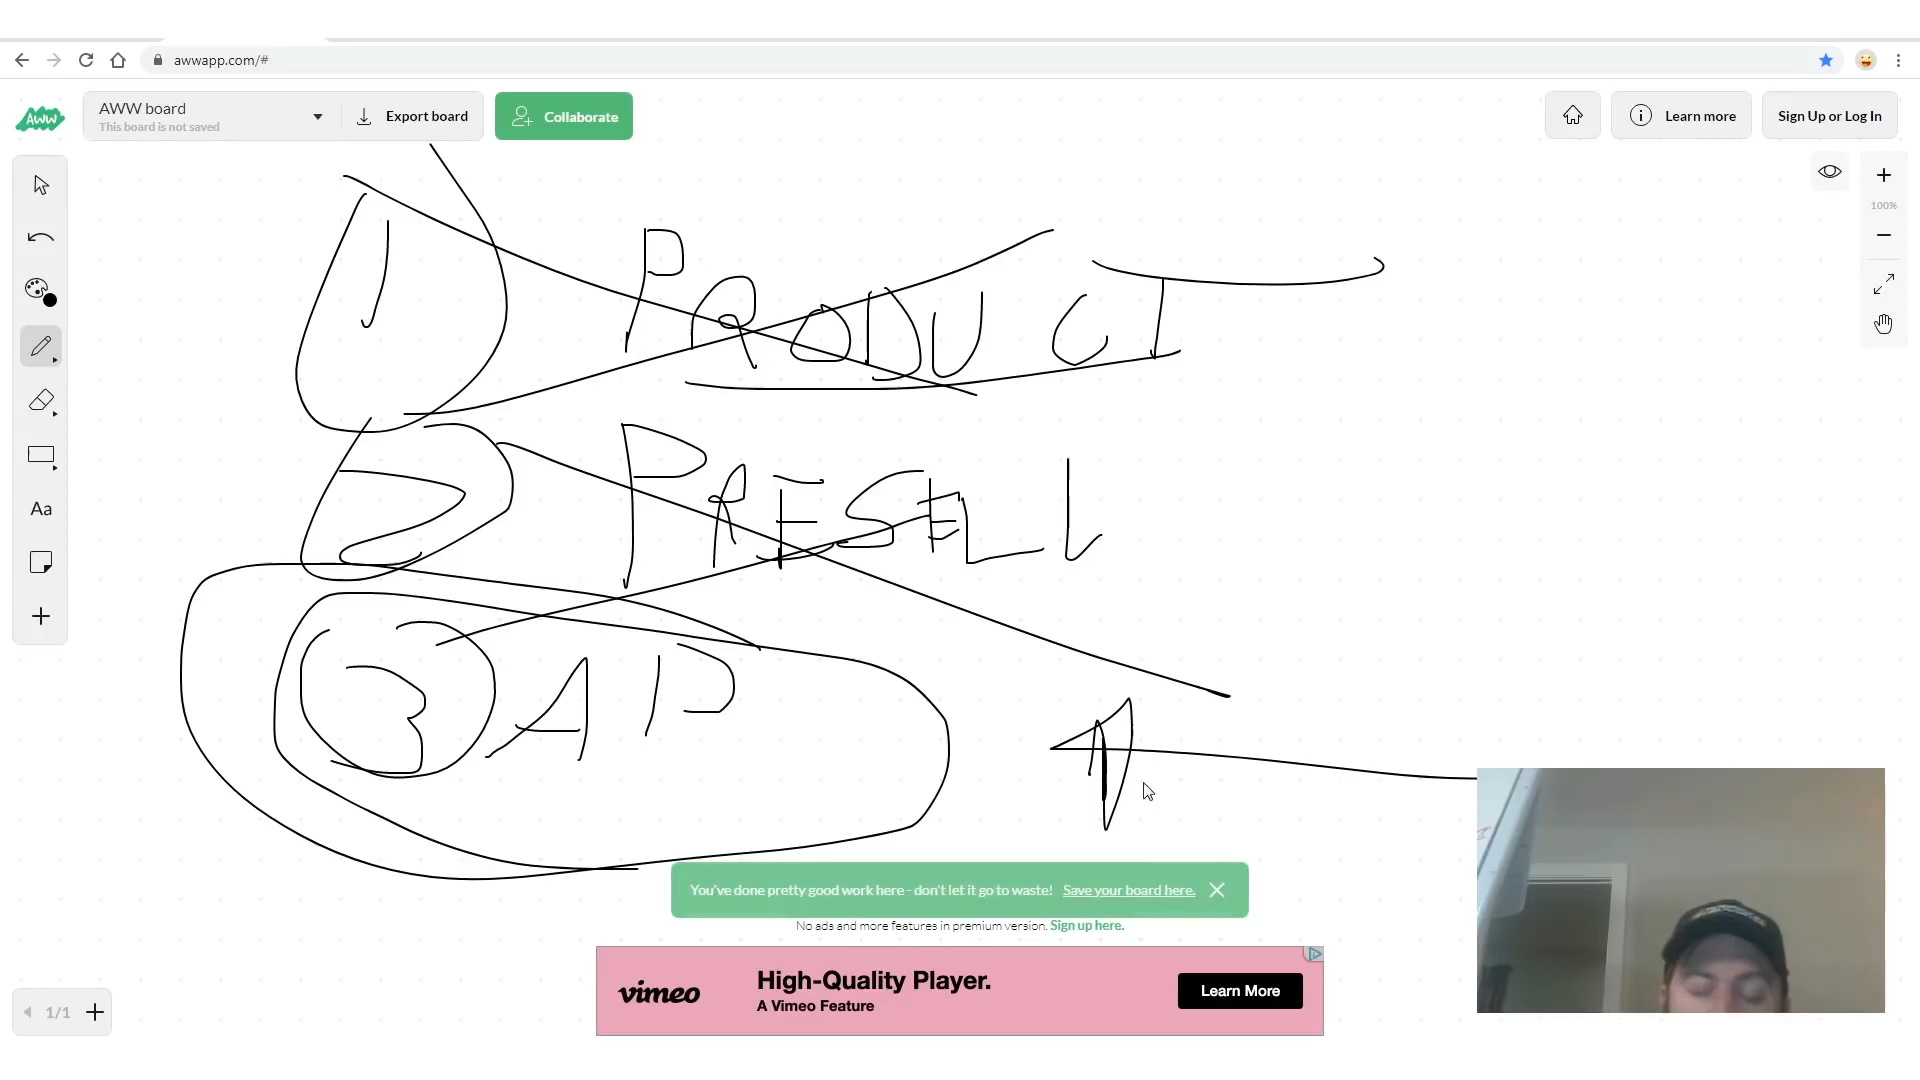 awwapp.com/#
AWW
AWW board
This board is not saved
Export board
Collaborate
Learn more
Sign Up or Log In
100%
1 PRODUCT
2 PRESELL
3 AD
Aa
You've done pretty good work here - don't let it go to waste! Save your board here.
No ads and more features in premium version. Sign up here.
vimeo
High-Quality Player.
A Vimeo Feature
Learn More
1/1